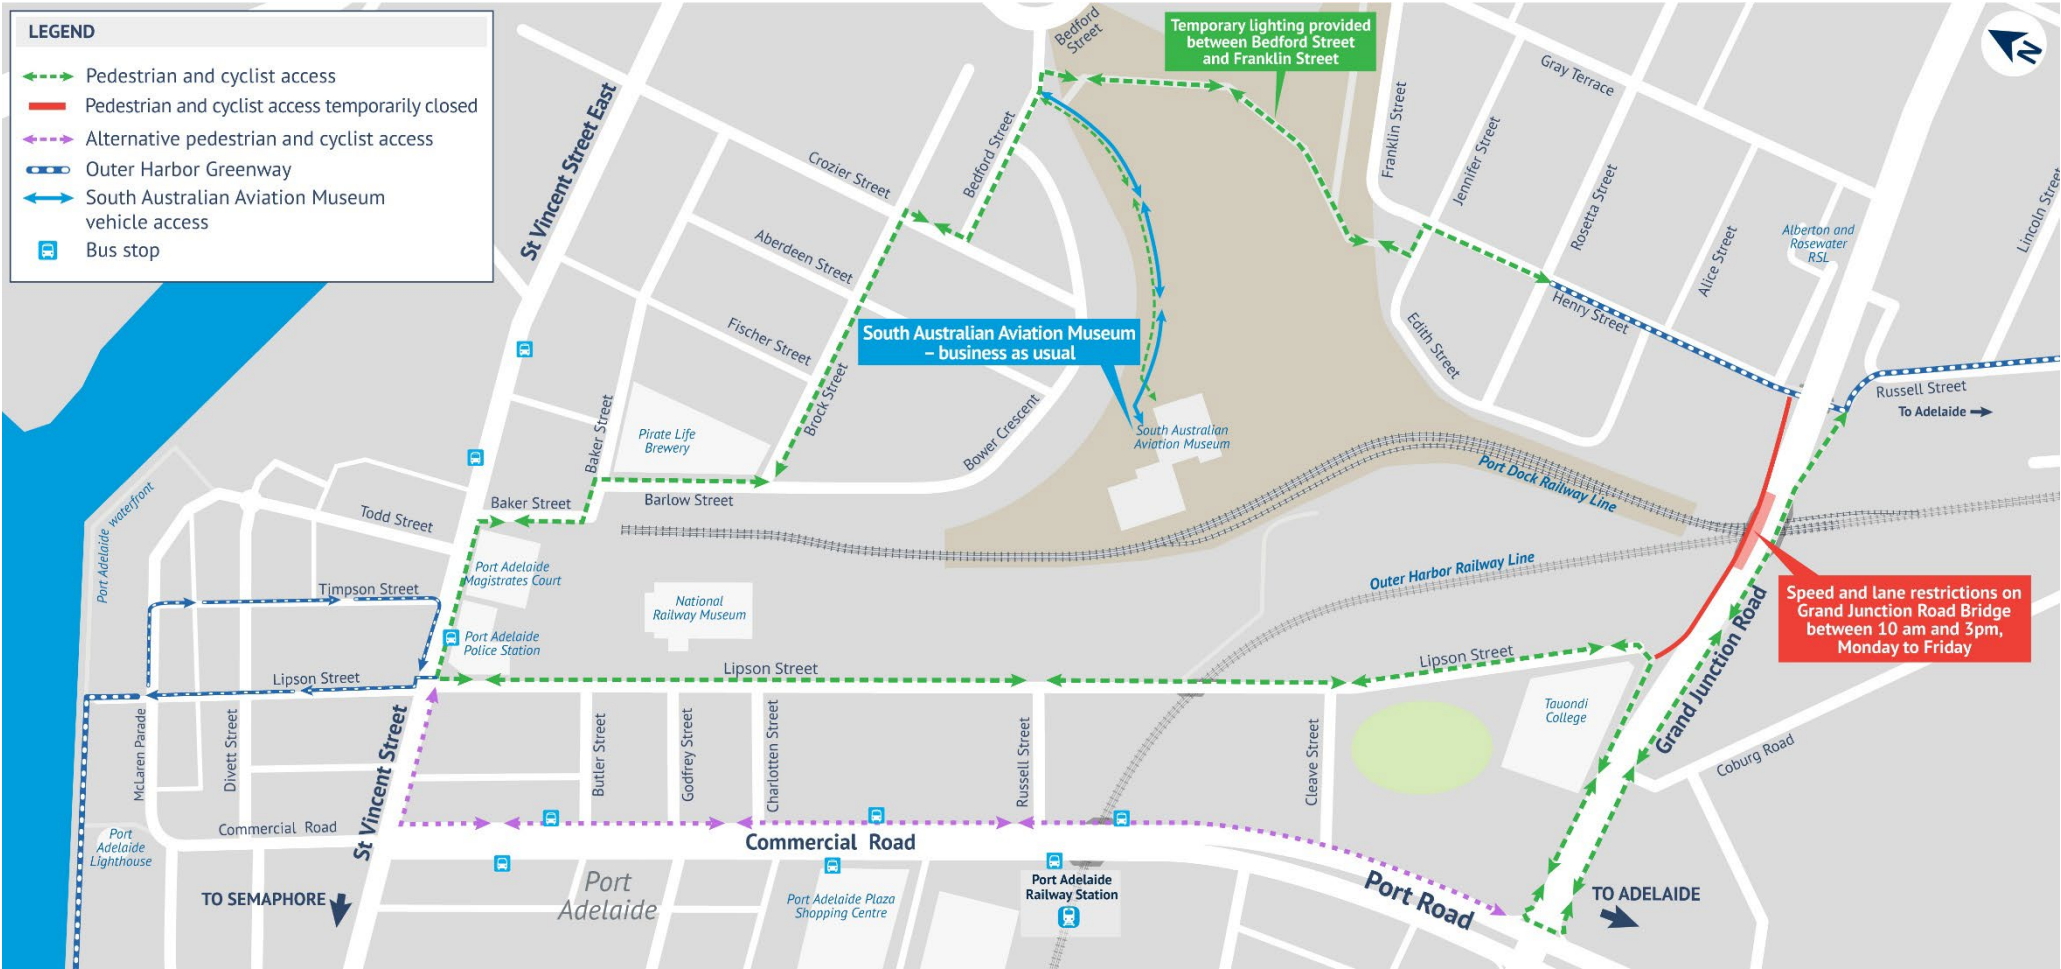 LEGEND
Pedestrian and cyclist access
Pedestrian and cyclist access temporarily closed
Alternative pedestrian and cyclist access
Outer Harbor Greenway
South Australian Aviation Museum
vehicle access
Bus stop
N
Bedford
Street
Temporary lighting provided
between Bedford Street
and Franklin Street
Gray Terrace
St Vincent Street East
Crozier Street
Bedford Street
Franklin Street
Jennifer Street
Rosetta Street
Alice Street
Alberton and
Rosewater
RSL
Lincoln Street
Aberdeen Street
Fischer Street
Brock Street
South Australian Aviation Museum
– business as usual
Henry Street
Edith Street
Russell Street
To Adelaide
Baker Street
Pirate Life
Brewery
Bower Crescent
South Australian
Aviation Museum
Port Dock Railway Line
Barlow Street
Baker Street
Todd Street
Port Adelaide waterfront
Port Adelaide
Magistrates Court
Outer Harbor Railway Line
Timpson Street
National
Railway Museum
Port Adelaide
Police Station
Speed and lane restrictions on
Grand Junction Road Bridge
between 10 am and 3pm,
Monday to Friday
Lipson Street
Lipson Street
Lipson Street
Grand Junction Road
Tauondi
College
McLaren Parade
Divett Street
St Vincent Street
Butler Street
Godfrey Street
Charlotten Street
Russell Street
Cleave Street
Coburg Road
Commercial Road
Port
Adelaide
Lighthouse
Commercial Road
Port Road
TO SEMAPHORE
Port
Adelaide
Port Adelaide Plaza
Shopping Centre
Port Adelaide
Railway Station
TO ADELAIDE